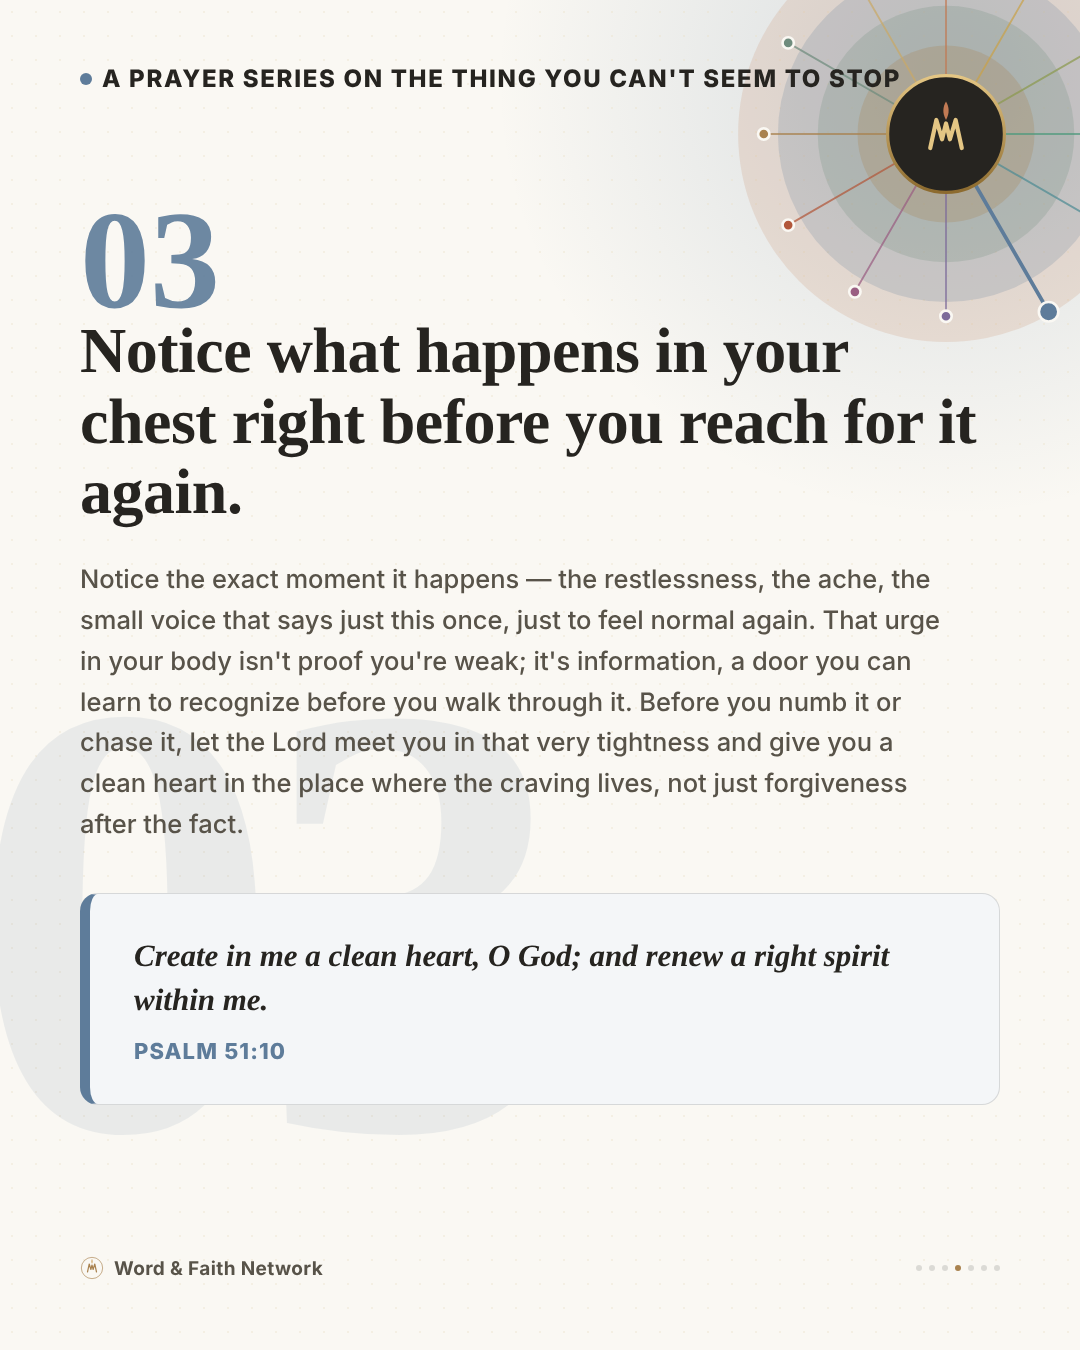 A PRAYER SERIES ON THE THING YOU CAN'T SEEM TO STOP
03
Notice what happens in your
chest right before you reach for it
again.
Notice the exact moment it happens — the restlessness, the ache, the
small voice that says just this once, just to feel normal again. That urge
in your body isn't proof you're weak; it's information, a door you can
learn to recognize before you walk through it. Before you numb it or
chase it, let the Lord meet you in that very tightness and give you a
clean heart in the place where the craving lives, not just forgiveness
after the fact.
03
Create in me a clean heart, O God; and renew a right spirit
within me.
PSALM 51:10
Word & Faith Network